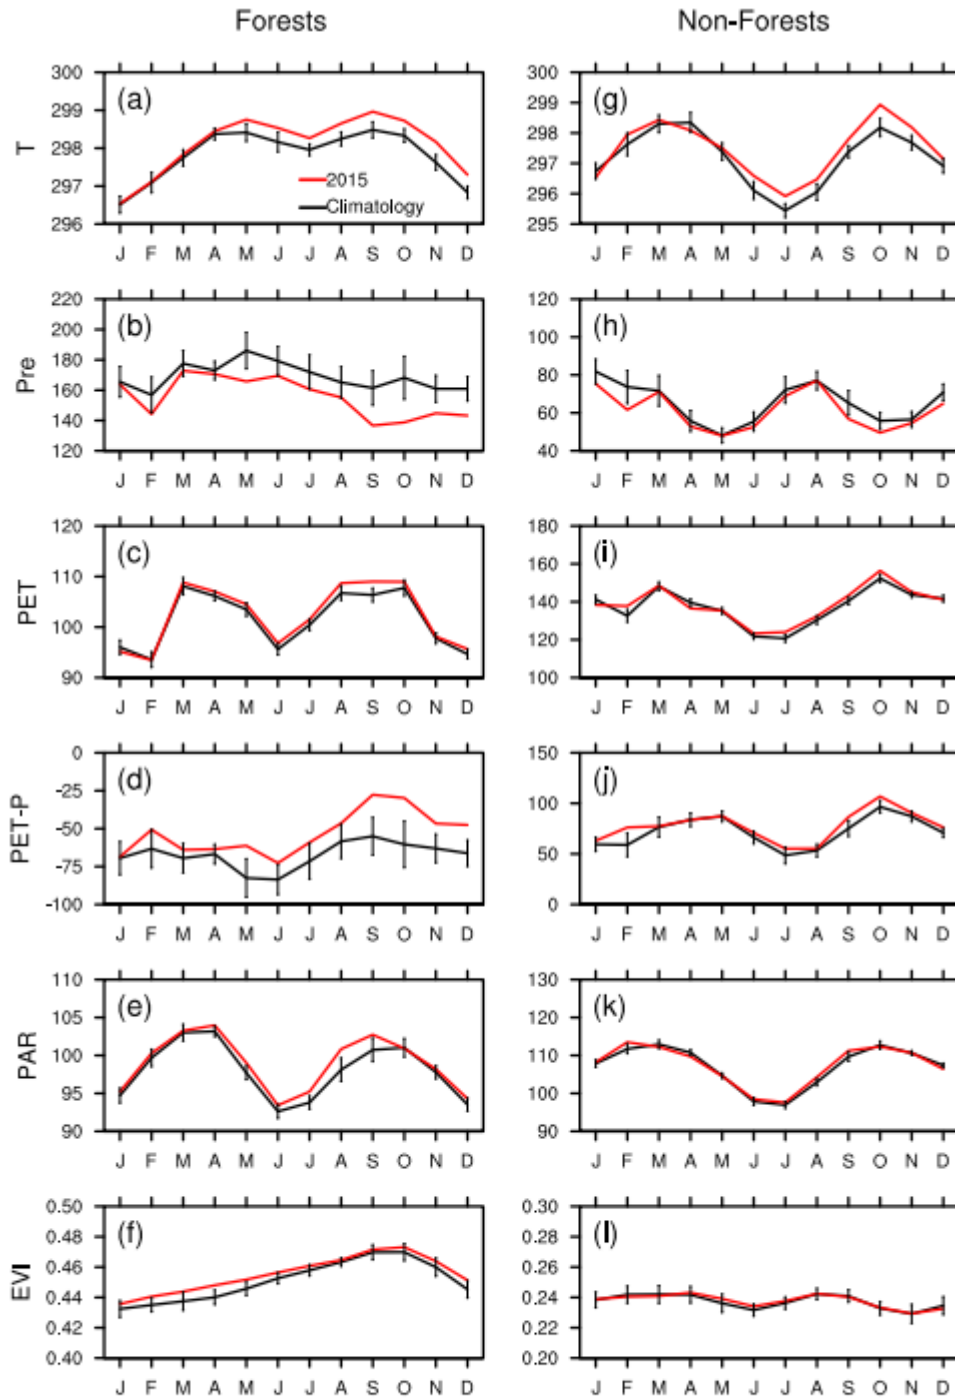 Forests Non-Forests
300 (a) 300 (g)
299 299
298 298
297 2015 297
Climatology 296
296 295
T
J F M A M J J A S O N D J F M A M J J A S O N D
220 (b) 120 (h)
200 100
180 80
160
140 60
120 40
Pre
J F M A M J J A S O N D J F M A M J J A S O N D
120 (c) 180 (i)
110 160
140
100 120
90 100
PET
J F M A M J J A S O N D J F M A M J J A S O N D
0 (d) 150 (j)
-25 100
-50
-75 50
-100 0
PET-P
J F M A M J J A S O N D J F M A M J J A S O N D
110 (e) 130 (k)
105 120
100 110
95 100
90 90
PAR
J F M A M J J A S O N D J F M A M J J A S O N D
0.50 (f) 0.30 (l)
0.48 0.28
0.46 0.26
0.44 0.24
0.42 0.22
0.40 0.20
EVI
J F M A M J J A S O N D J F M A M J J A S O N D